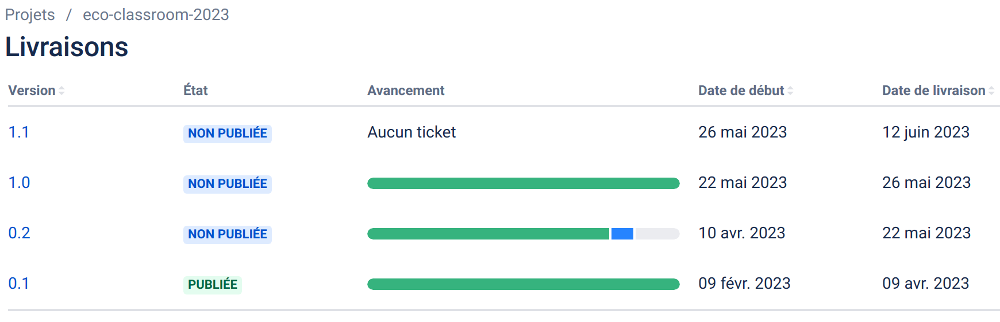 Projets / eco-classroom-2023
Livraisons
Version État Avancement Date de début Date de livraison
1.1 NON PUBLIÉE Aucun ticket 26 mai 2023 12 juin 2023
1.0 NON PUBLIÉE 22 mai 2023 26 mai 2023
0.2 NON PUBLIÉE 10 avr. 2023 22 mai 2023
0.1 PUBLIÉE 09 févr. 2023 09 avr. 2023